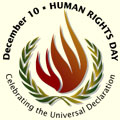 December 10 • HUMAN RIGHTS DAY
Celebrating the Universal Declaration